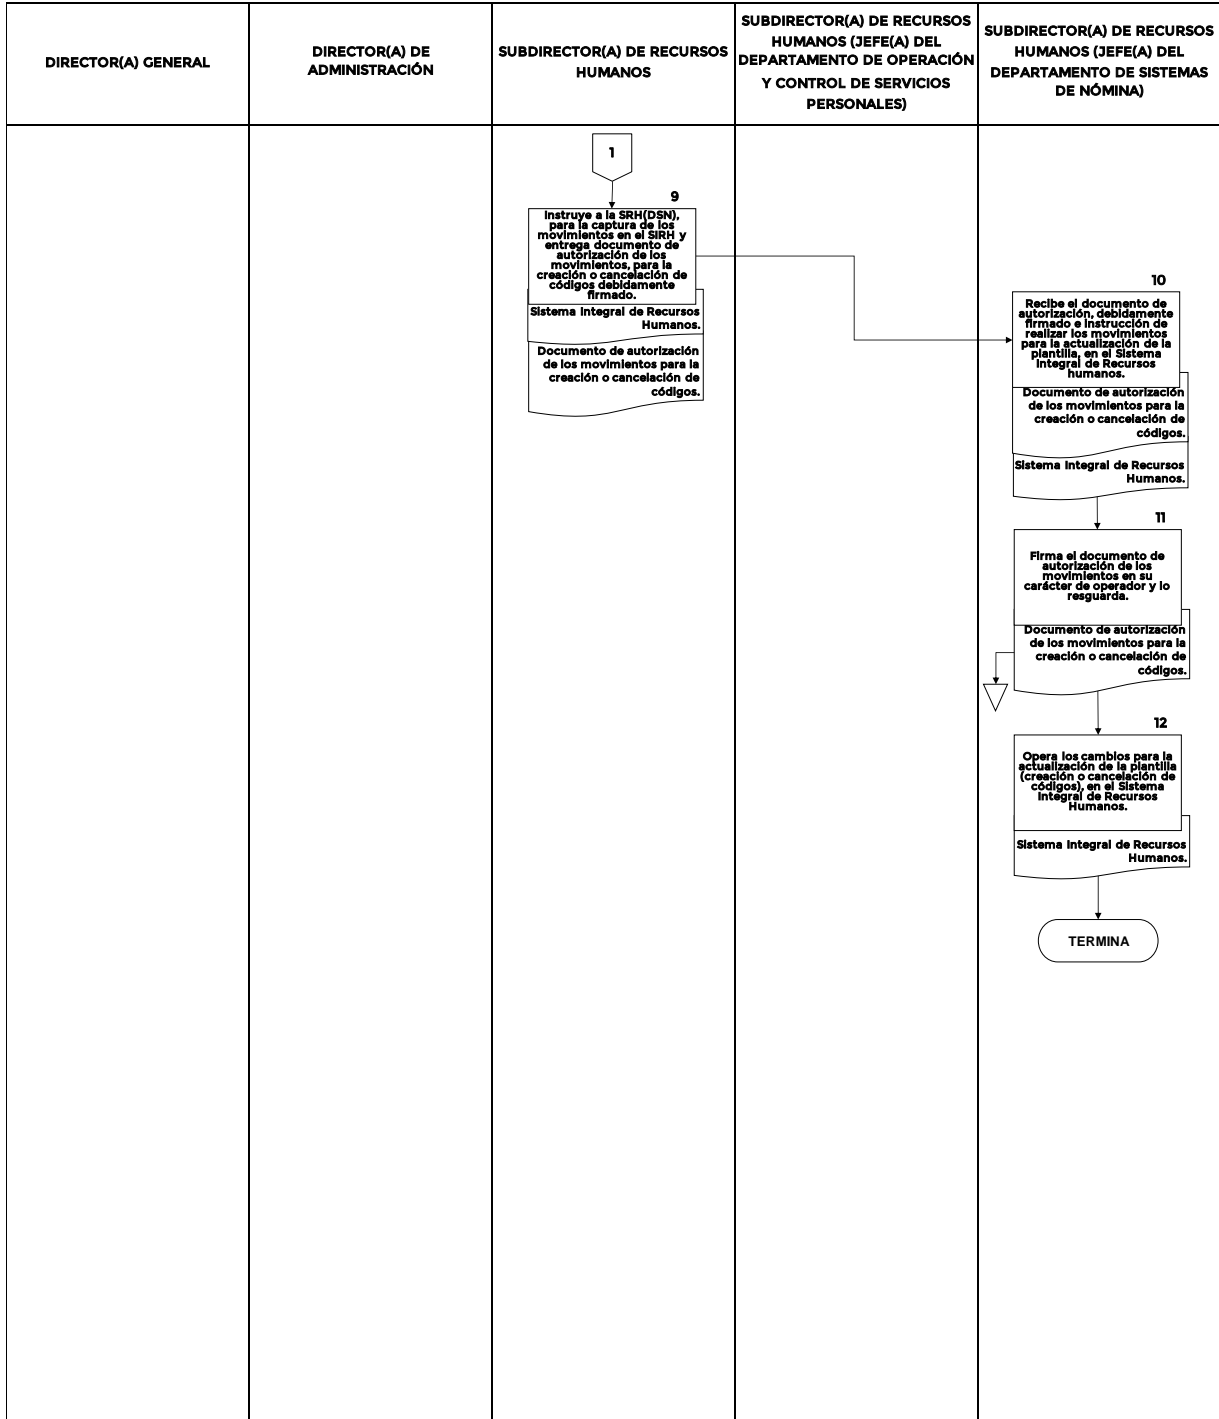 DIRECTOR(A) GENERAL
DIRECTOR(A) DE
ADMINISTRACIÓN
SUBDIRECTOR(A) DE RECURSOS
HUMANOS
SUBDIRECTOR(A) DE RECURSOS
HUMANOS (JEFE(A) DEL
DEPARTAMENTO DE OPERACIÓN
Y CONTROL DE SERVICIOS
PERSONALES)
SUBDIRECTOR(A) DE RECURSOS
HUMANOS (JEFE(A) DEL
DEPARTAMENTO DE SISTEMAS
DE NÓMINA)
1
9
Instruye a la SRH(DSN),
para la captura de los
movimientos en el SIRH y
entrega documento de
autorización de los
movimientos, para la
creación o cancelación de
códigos debidamente
firmado.
Sistema Integral de Recursos
Humanos.
Documento de autorización
de los movimientos para la
creación o cancelación de
códigos.
10
Recibe el documento de
autorización, debidamente
firmado e instrucción de
realizar los movimientos
para la actualización de la
plantilla, en el Sistema
Integral de Recursos
humanos.
Documento de autorización
de los movimientos para la
creación o cancelación de
códigos.
Sistema Integral de Recursos
Humanos.
11
Firma el documento de
autorización de los
movimientos en su
carácter de operador y lo
resguarda.
Documento de autorización
de los movimientos para la
creación o cancelación de
códigos.
12
Opera los cambios para la
actualización de la plantilla
(creación o cancelación de
códigos), en el Sistema
Integral de Recursos
Humanos.
Sistema Integral de Recursos
Humanos.
TERMINA